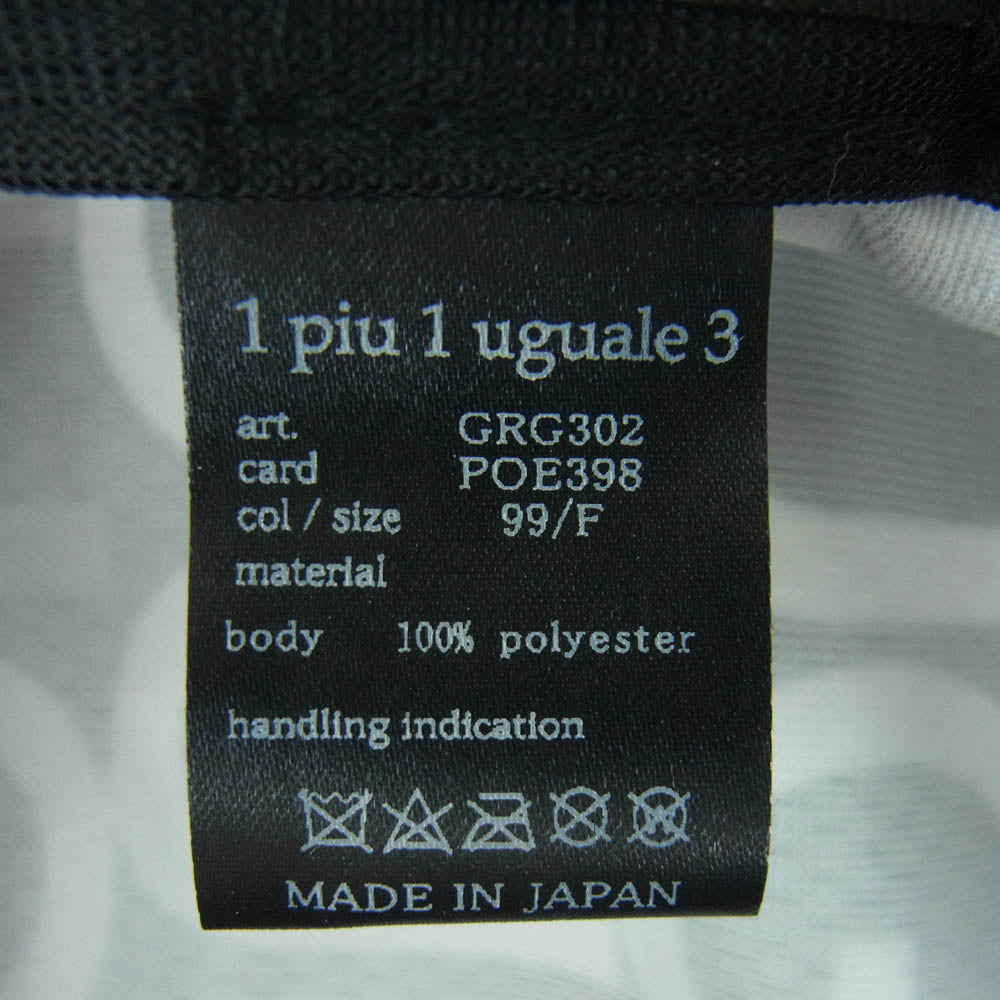 1 piu 1 uguale 3
art. GRG302
card POE398
col / size 99/F
material
body 100% polyester
handling indication
MADE IN JAPAN